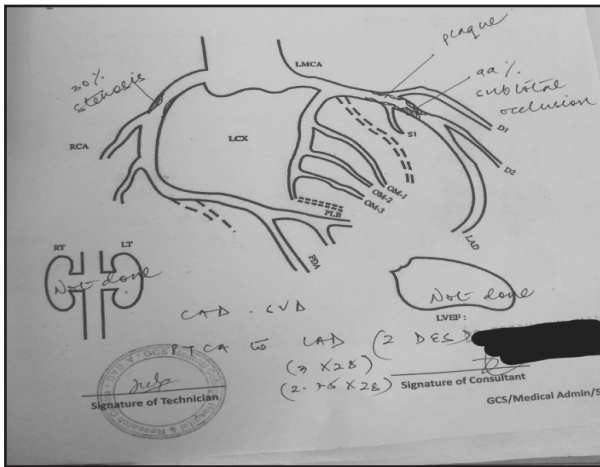 plaque
30%
stenosis
LMCA
99%
subtotal
occlusion
LCX
RCA
S1
D1
D2
OM-1
OM-2
OM-3
PLB
PDA
LAD
RT
LT
Not done
Not done
LVEF :
CAD - SVD
PTCA to LAD (2 DES)
(3 X28)
(2.75 X28)
Signature of Technician
Signature of Consultant
GCS/Medical Admin/5